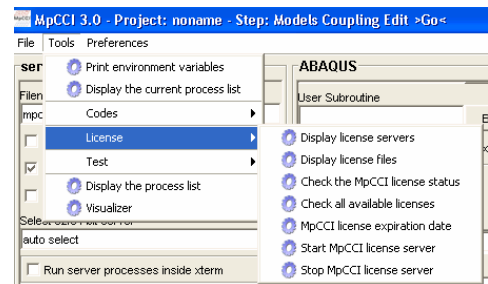 MpCCI 3.0 - Project: noname - Step: Models Coupling Edit >Go<
File Tools Preferences
ser
Print environment variables
Display the current process list
Codes
License
Test
Display the process list
Visualizer
Filen
mpc
auto select
Run server processes inside xterm
ABAQUS
User Subroutine
Display license servers
Display license files
Check the MpCCI license status
Check all available licenses
MpCCI license expiration date
Start MpCCI license server
Stop MpCCI license server